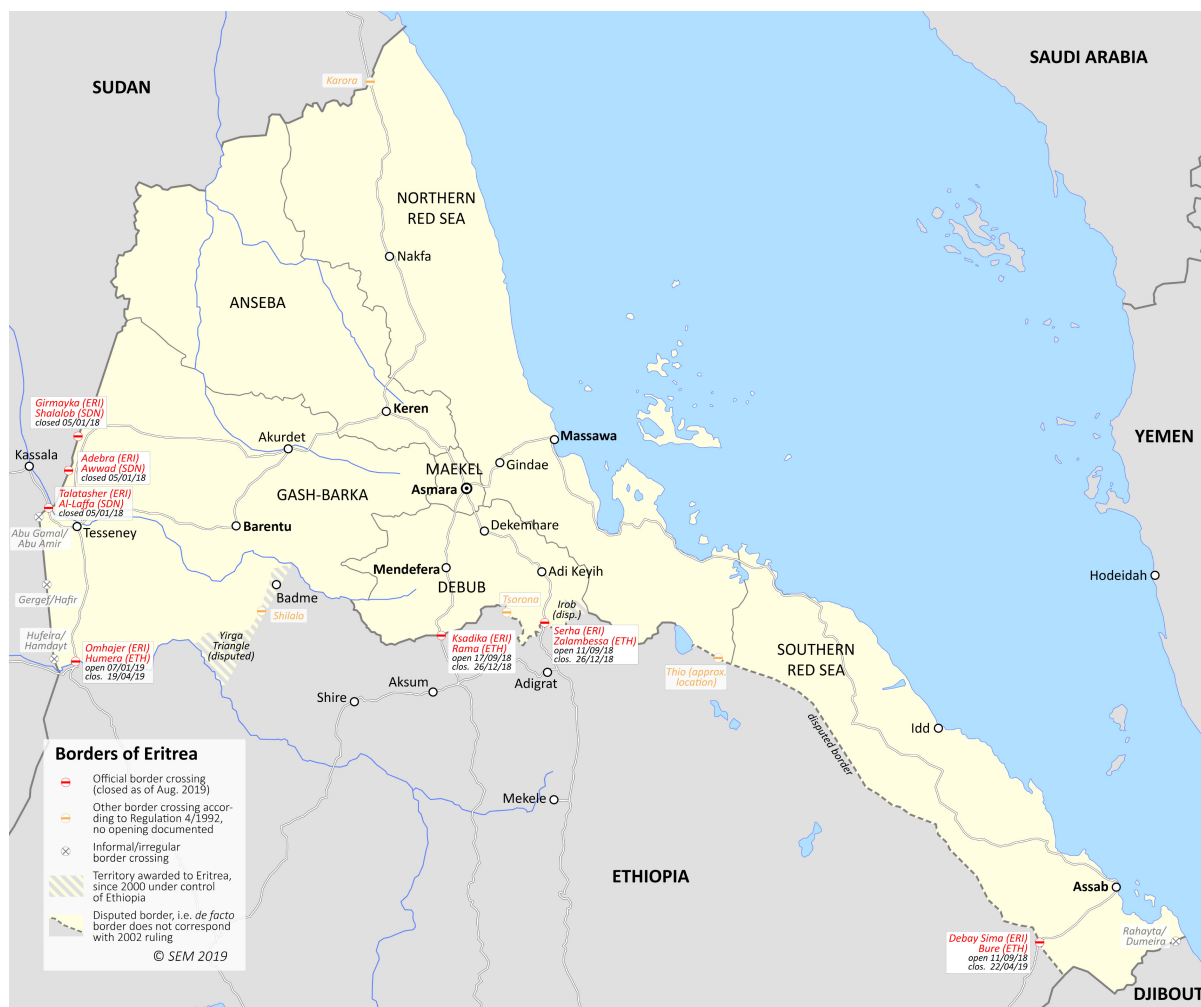 SUDAN
SAUDI ARABIA
Karora
NORTHERN
RED SEA
Nakfa
ANSEBA
Girmayka (ERI)
Shalalob (SDN)
closed 05/01/18
Keren
Akurdet
Massawa
YEMEN
Kassala
Adebra (ERI)
Awwad (SDN)
closed 05/01/18
MAEKEL
Gindae
Asmara
GASH-BARKA
Talatasher (ERI)
Al-Laffa (SDN)
closed 05/01/18
Abu Gamal/
Abu Amir
Tesseney
Barentu
Dekemhare
Mendefera
Adi Keyih
Hodeidah
Gergef/Hafir
Badme
DEBUB
Shilalo
Tsorona
Irob
(disp.)
Hufeira/
Hamdayt
Yirga
Triangle
(disputed)
Omhajer (ERI)
Humera (ETH)
open 07/01/19
clos. 19/04/19
Ksadika (ERI)
Rama (ETH)
open 17/09/18
clos. 26/12/18
Serha (ERI)
Zalambessa (ETH)
open 11/09/18
clos. 26/12/18
Thio (approx.
location)
SOUTHERN
RED SEA
Shire
Aksum
Adigrat
disputed border
Idd
Mekele
ETHIOPIA
Assab
Debay Sima (ERI)
Bure (ETH)
open 11/09/18
clos. 22/04/19
Rahayta/
Dumeira
DJIBOUT
Borders of Eritrea
Official border crossing
(closed as of Aug. 2019)
Other border crossing accor-
ding to Regulation 4/1992,
no opening documented
Informal/irregular
border crossing
Territory awarded to Eritrea,
since 2000 under control
of Ethiopia
Disputed border, i.e. de facto
border does not correspond
with 2002 ruling
© SEM 2019